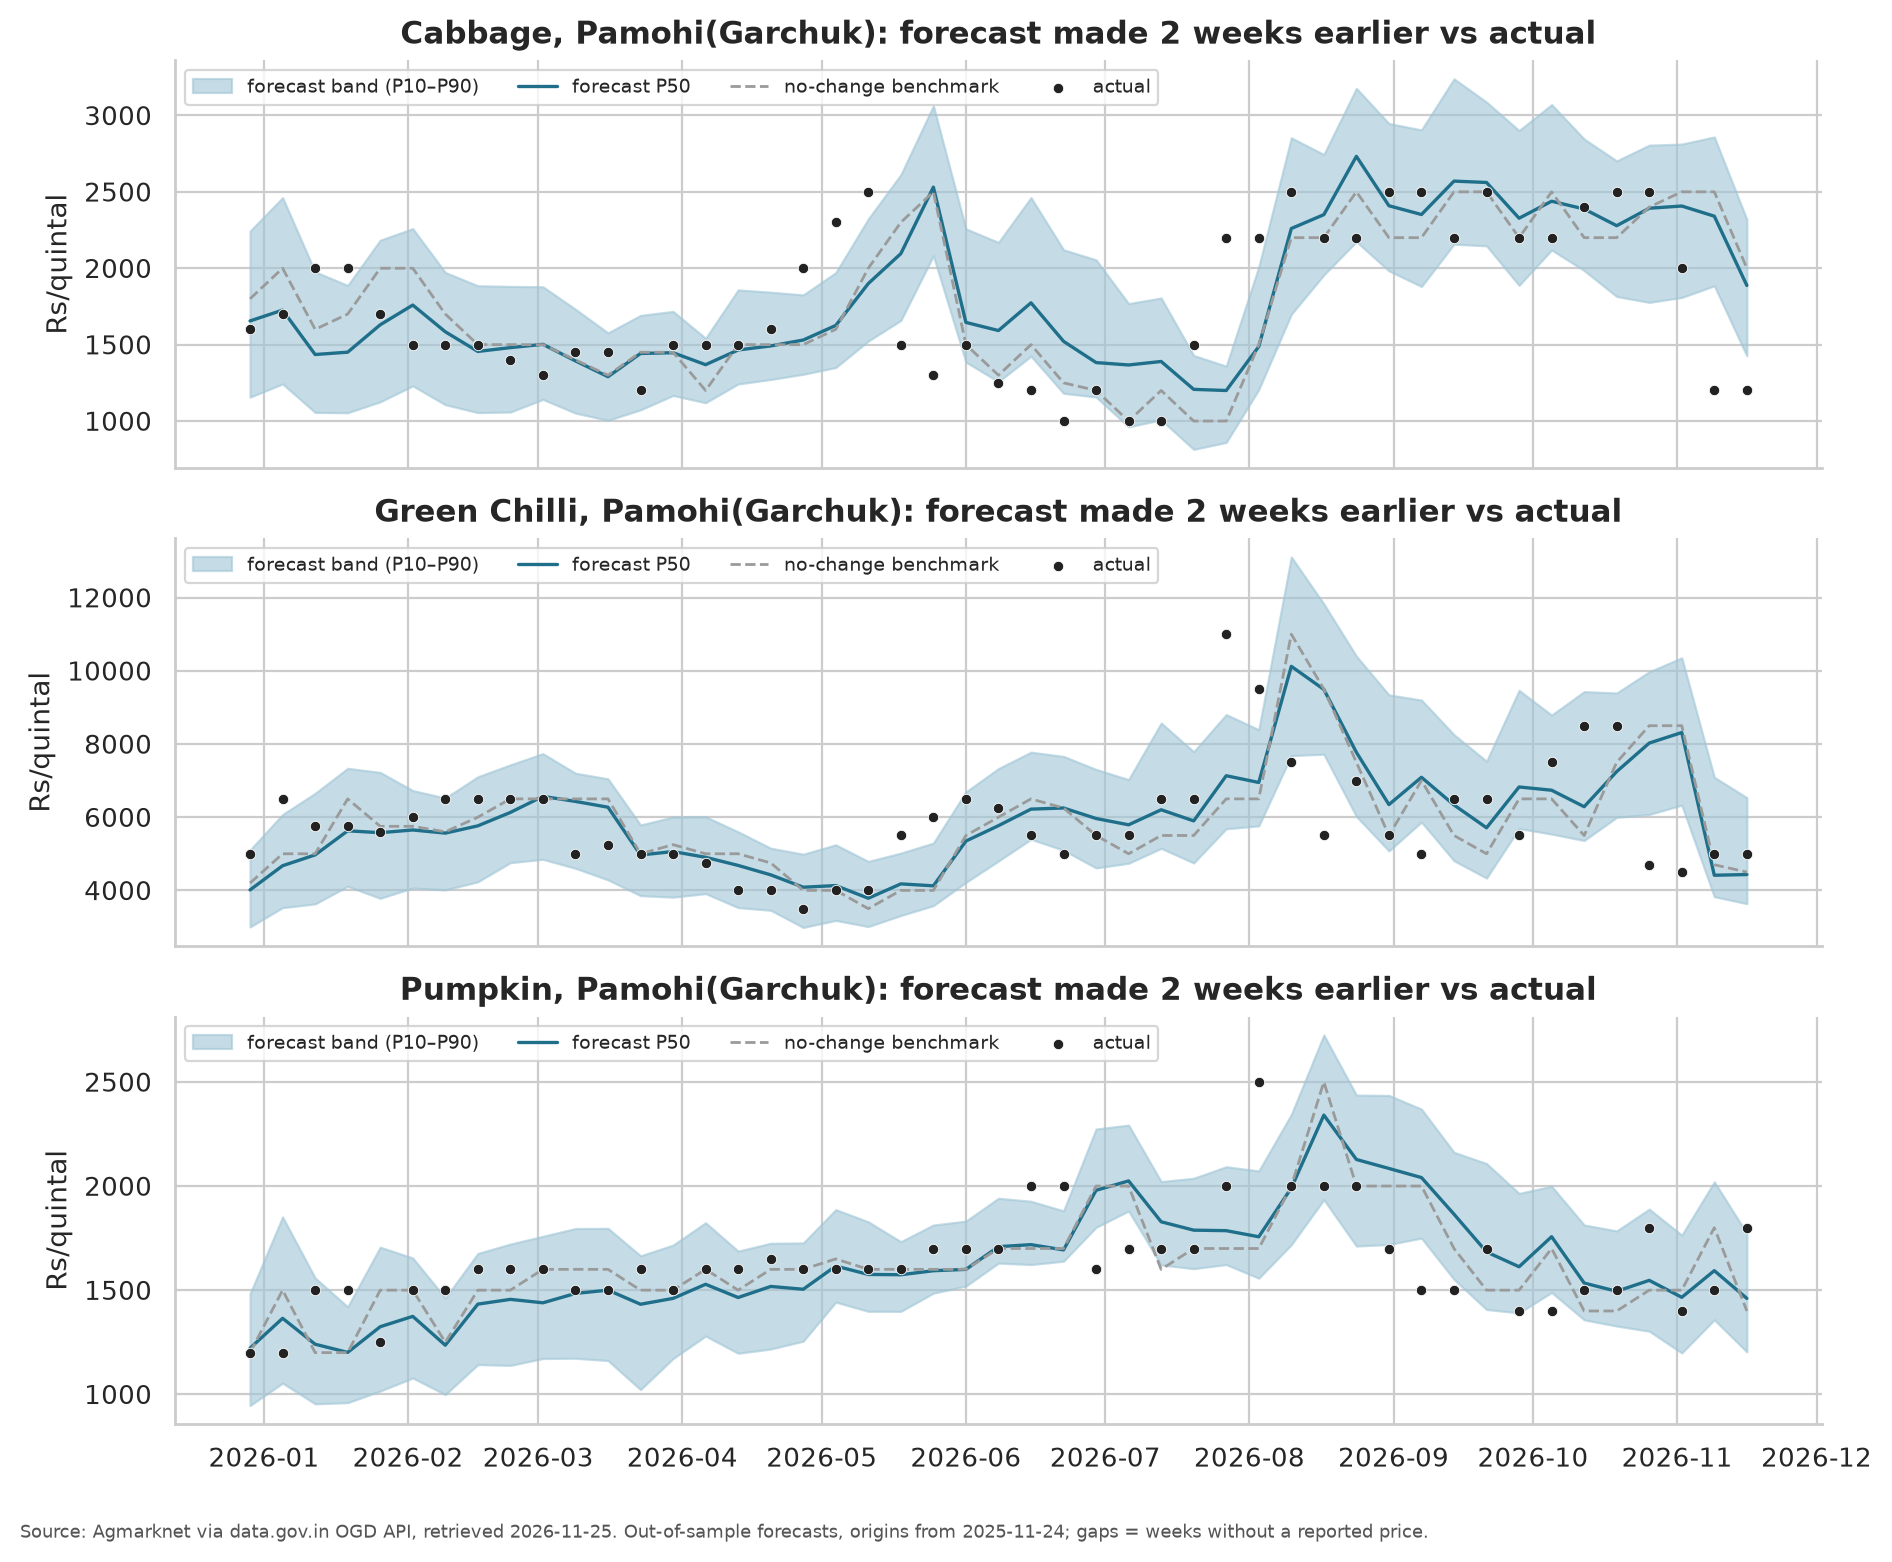 Cabbage, Pamohi(Garchuk): forecast made 2 weeks earlier vs actual
forecast band (P10–P90) forecast P50 no-change benchmark actual
3000
2500
2000
1500
1000
Rs/quintal
Green Chilli, Pamohi(Garchuk): forecast made 2 weeks earlier vs actual
forecast band (P10–P90) forecast P50 no-change benchmark actual
12000
10000
8000
6000
4000
Rs/quintal
Pumpkin, Pamohi(Garchuk): forecast made 2 weeks earlier vs actual
forecast band (P10–P90) forecast P50 no-change benchmark actual
2500
2000
1500
1000
Rs/quintal
2026-01 2026-02 2026-03 2026-04 2026-05 2026-06 2026-07 2026-08 2026-09 2026-10 2026-11 2026-12
Source: Agmarknet via data.gov.in OGD API, retrieved 2026-11-25. Out-of-sample forecasts, origins from 2025-11-24; gaps = weeks without a reported price.